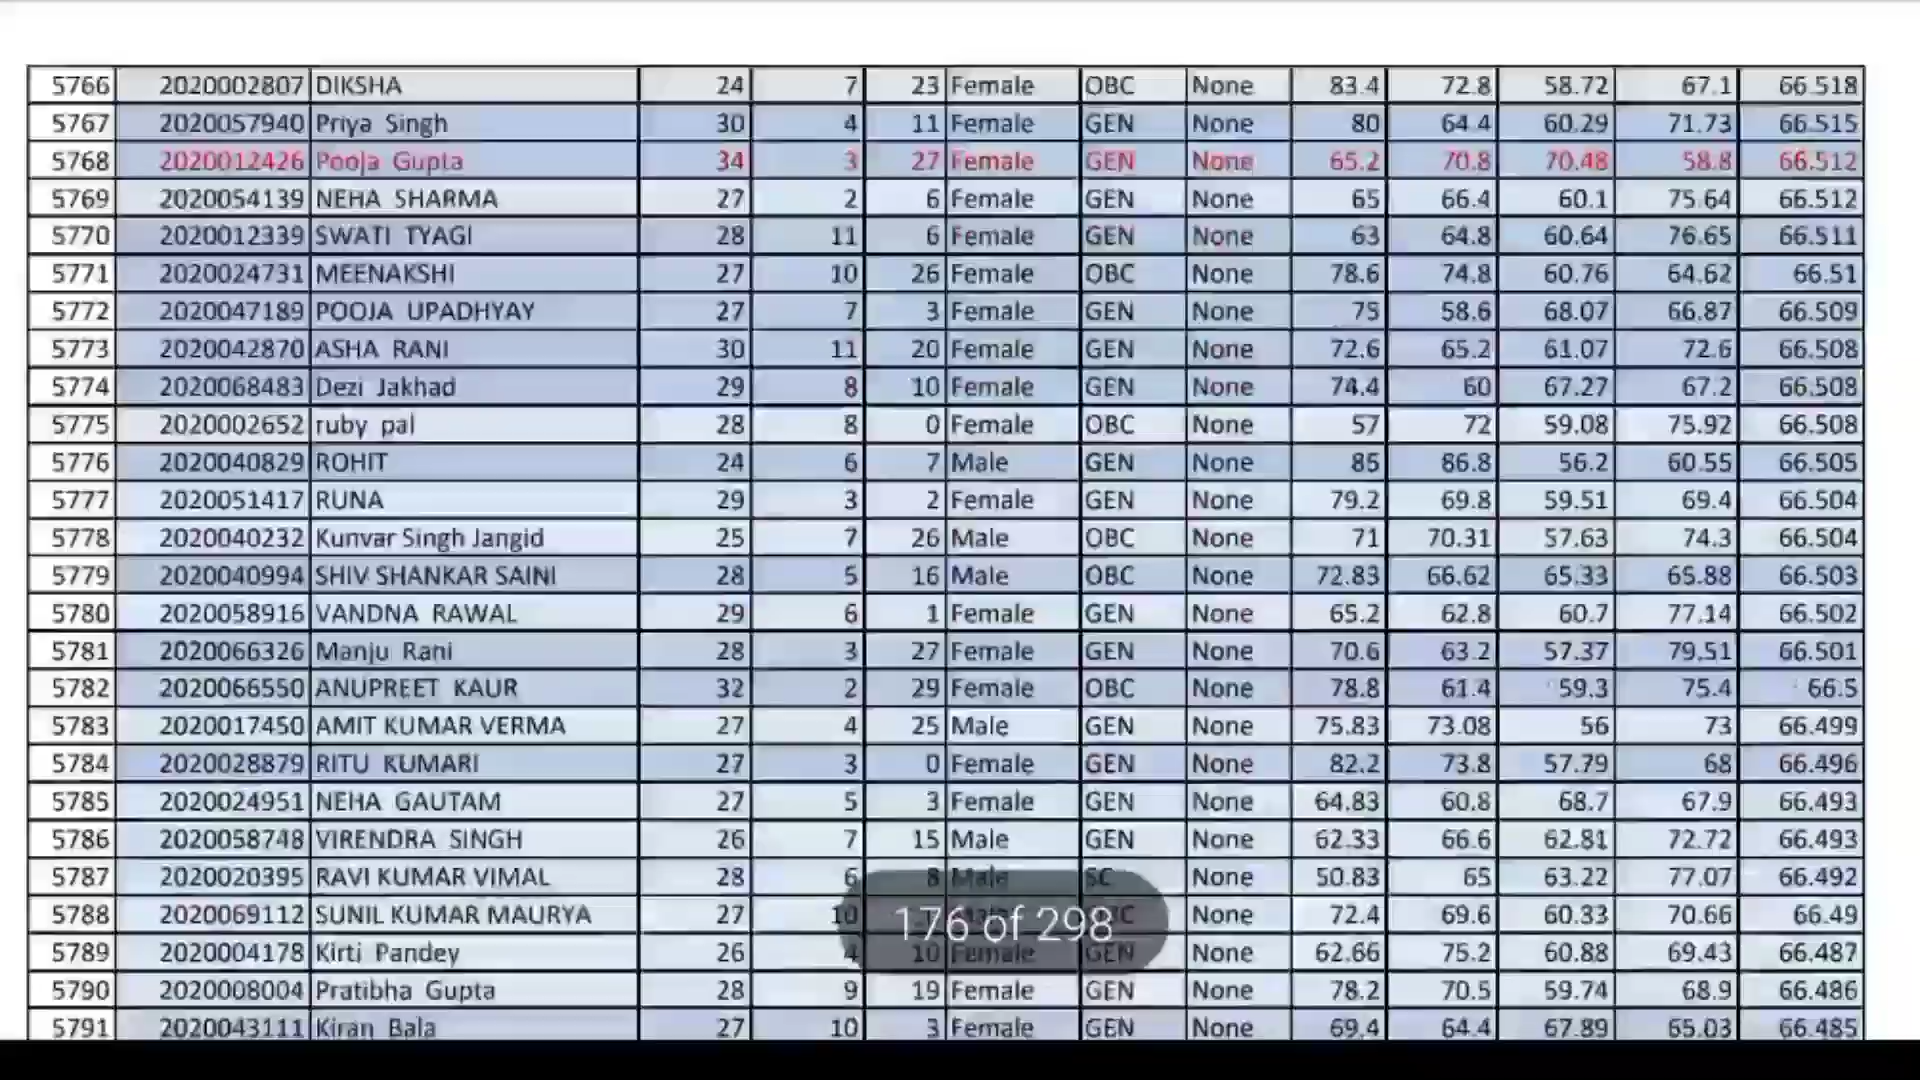 5766 2020002807 DIKSHA 24 7 23 Female OBC None 83.4 72.8 58.72 67.1 66.518
5767 2020057940 Priya Singh 30 4 11 Female GEN None 80 64.4 60.29 71.73 66.515
5768 2020012426 Pooja Gupta 34 3 27 Female GEN None 65.2 70.8 70.48 58.8 66.512
5769 2020054139 NEHA SHARMA 27 2 6 Female GEN None 65 66.4 60.1 75.64 66.512
5770 2020012339 SWATI TYAGI 28 11 6 Female GEN None 63 64.8 60.64 76.65 66.511
5771 2020024731 MEENAKSHI 27 10 26 Female OBC None 78.6 74.8 60.76 64.62 66.51
5772 2020047189 POOJA UPADHYAY 27 7 3 Female GEN None 75 58.6 68.07 66.87 66.509
5773 2020042870 ASHA RANI 30 11 20 Female GEN None 72.6 65.2 61.07 72.6 66.508
5774 2020068483 Dezi Jakhad 29 8 10 Female GEN None 74.4 60 67.27 67.2 66.508
5775 2020002652 ruby pal 28 8 0 Female OBC None 57 72 59.08 75.92 66.508
5776 2020040829 ROHIT 24 6 7 Male GEN None 85 86.8 56.2 60.55 66.505
5777 2020051417 RUNA 29 3 2 Female GEN None 79.2 69.8 59.51 69.4 66.504
5778 2020040232 Kunvar Singh Jangid 25 7 26 Male OBC None 71 70.31 57.63 74.3 66.504
5779 2020040994 SHIV SHANKAR SAINI 28 5 16 Male OBC None 72.83 66.62 65.33 65.88 66.503
5780 2020058916 VANDNA RAWAL 29 6 1 Female GEN None 65.2 62.8 60.7 77.14 66.502
5781 2020066326 Manju Rani 28 3 27 Female GEN None 70.6 63.2 57.37 79.51 66.501
5782 2020066550 ANUPREET KAUR 32 2 29 Female OBC None 78.8 61.4 59.3 75.4 66.5
5783 2020017450 AMIT KUMAR VERMA 27 4 25 Male GEN None 75.83 73.08 56 73 66.499
5784 2020028879 RITU KUMARI 27 3 0 Female GEN None 82.2 73.8 57.79 68 66.496
5785 2020024951 NEHA GAUTAM 27 5 3 Female GEN None 64.83 60.8 68.7 67.9 66.493
5786 2020058748 VIRENDRA SINGH 26 7 15 Male GEN None 62.33 66.6 62.81 72.72 66.493
5787 2020020395 RAVI KUMAR VIMAL 28 6 8 Male SC None 50.83 65 63.22 77.07 66.492
5788 2020069112 SUNIL KUMAR MAURYA 27 10 None 72.4 69.6 60.33 70.66 66.49
176 of 298
5789 2020004178 Kirti Pandey 26 4 10 Female GEN None 62.66 75.2 60.88 69.43 66.487
5790 2020008004 Pratibha Gupta 28 9 19 Female GEN None 78.2 70.5 59.74 68.9 66.486
5791 2020043111 Kiran Bala 27 10 3 Female GEN None 69.4 64.4 67.89 65.03 66.485